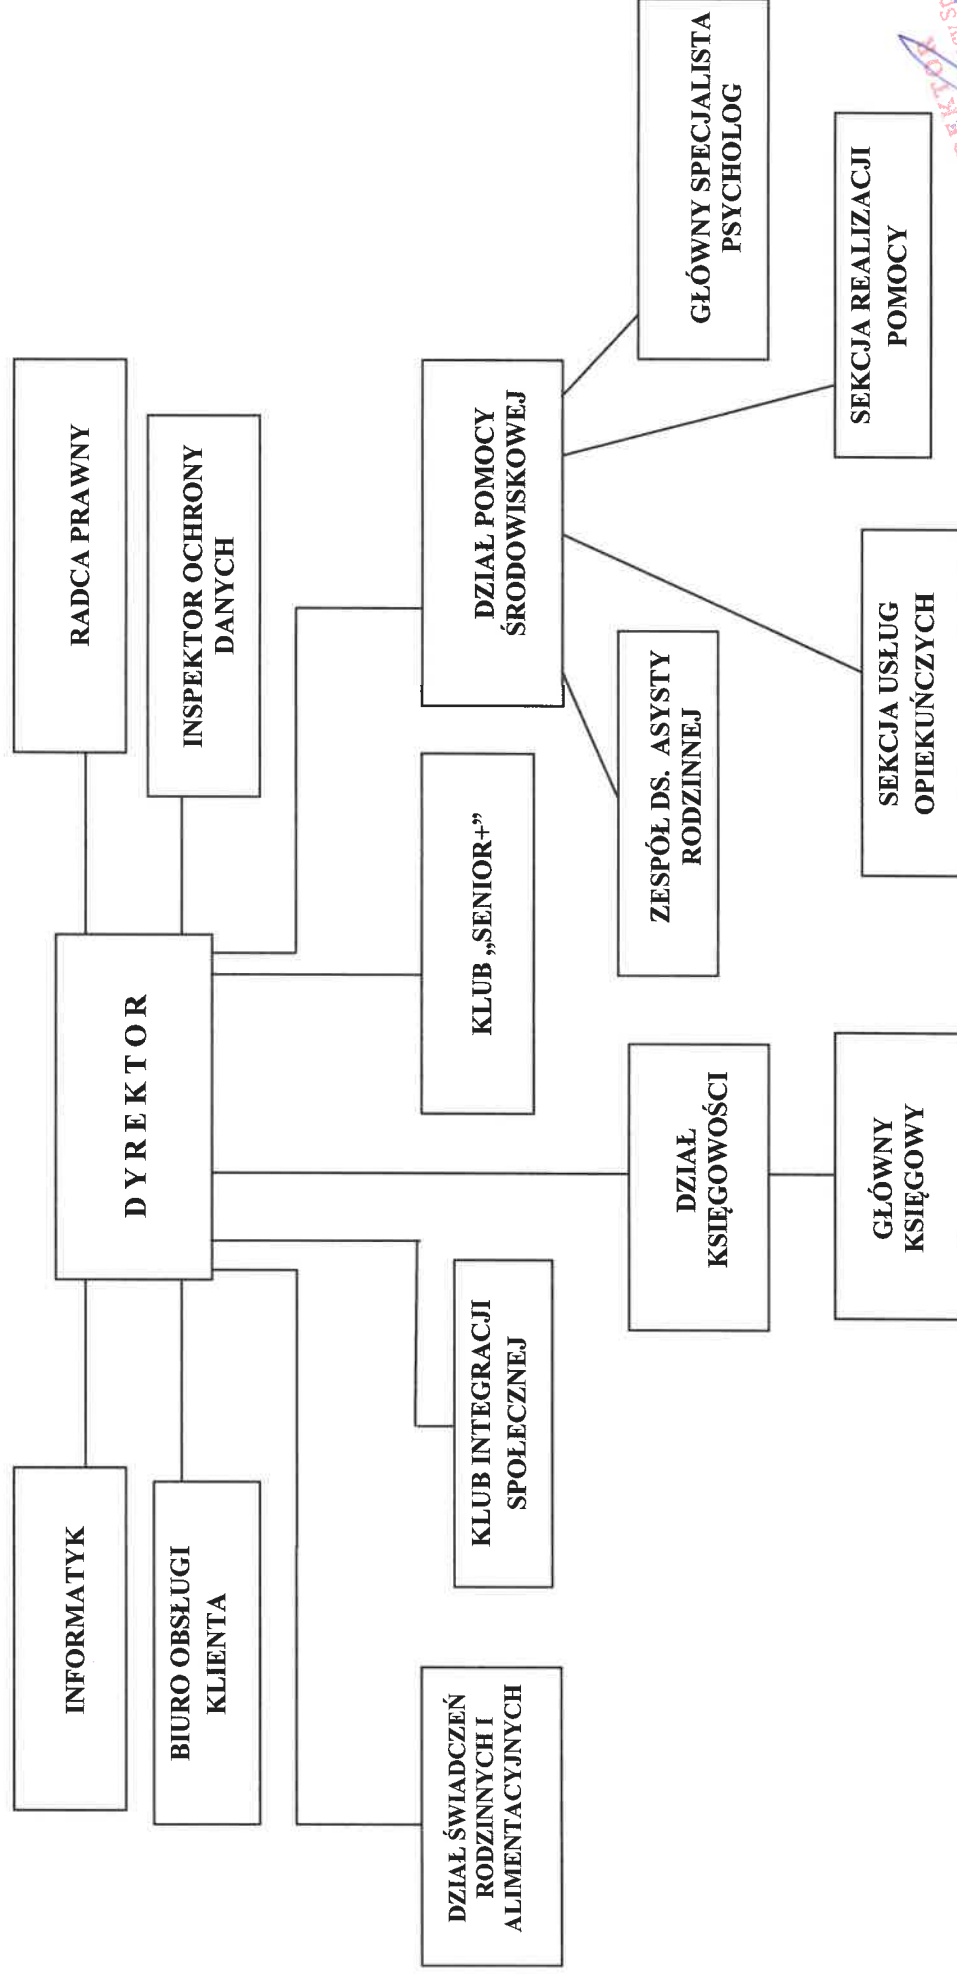 INFORMATYK
RADCA PRAWNY
D Y R E K T O R
BIURO OBSŁUGI
KLIENTA
INSPEKTOR OCHRONY
DANYCH
DZIAŁ ŚWIADCZEŃ
RODZINNYCH I
ALIMENTACYJNYCH
KLUB INTEGRACJI
SPOŁECZNEJ
KLUB „SENIOR+”
DZIAŁ POMOCY
ŚRODOWISKOWEJ
DZIAŁ
KSIĘGOWOŚCI
ZESPÓŁ DS. ASYSTY
RODZINNEJ
GŁÓWNY SPECJALISTA
PSYCHOLOG
GŁÓWNY
KSIĘGOWY
SEKCJA USŁUG
OPIEKUŃCZYCH
SEKCJA REALIZACJI
POMOCY